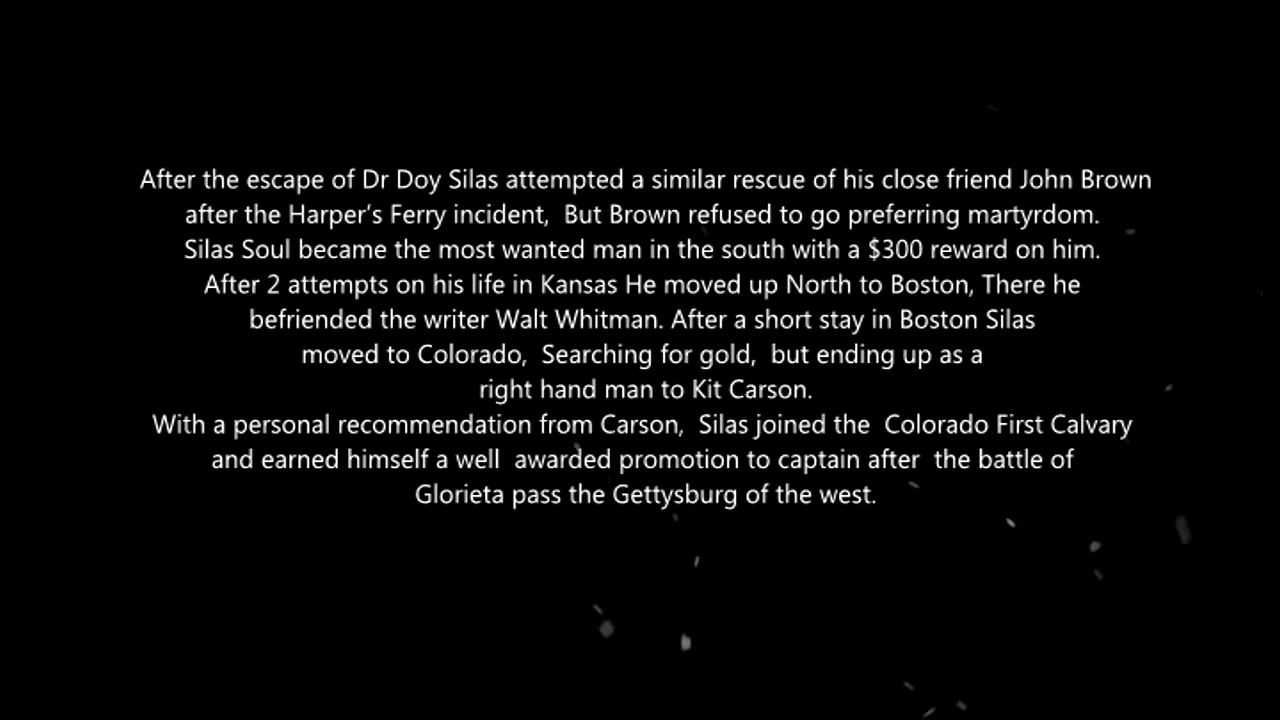 After the escape of Dr Doy Silas attempted a similar rescue of his close friend John Brown
after the Harper's Ferry incident,  But Brown refused to go preferring martyrdom.
Silas Soul became the most wanted man in the south with a $300 reward on him.
After 2 attempts on his life in Kansas He moved up North to Boston, There he
befriended the writer Walt Whitman. After a short stay in Boston Silas
moved to Colorado,  Searching for gold,  but ending up as a
right hand man to Kit Carson.
With a personal recommendation from Carson,  Silas joined the  Colorado First Calvary
and earned himself a well  awarded promotion to captain after  the battle of
Glorieta pass the Gettysburg of the west.